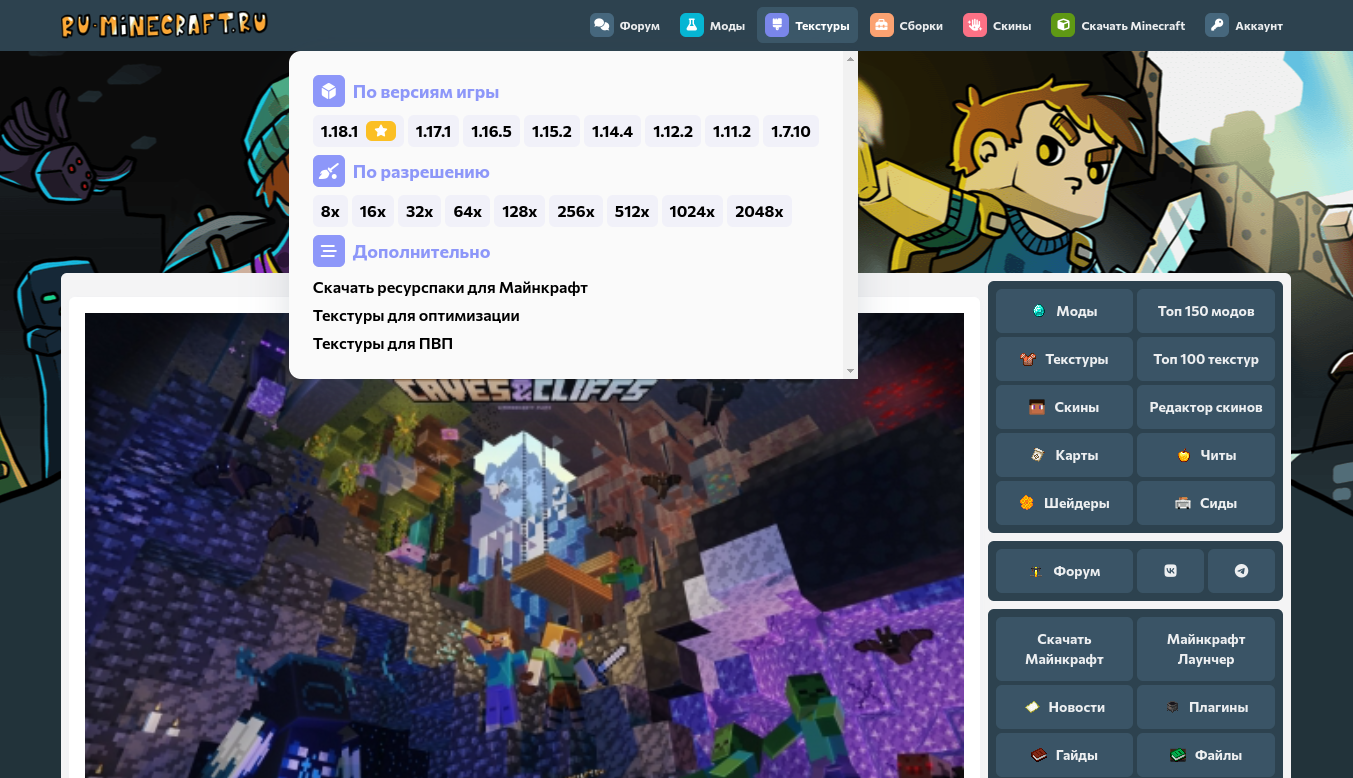 RU-MINECRAFT.RU
Форум
Моды
Текстуры
Сборки
Скины
Скачать Minecraft
Аккаунт
По версиям игры
1.18.1 1.17.1 1.16.5 1.15.2 1.14.4 1.12.2 1.11.2 1.7.10
По разрешению
8x 16x 32x 64x 128x 256x 512x 1024x 2048x
Дополнительно
Скачать ресурспаки для Майнкрафт
Текстуры для оптимизации
Текстуры для ПВП
CAVES & CLIFFS
Моды
Топ 150 модов
Текстуры
Топ 100 текстур
Скины
Редактор скинов
Карты
Читы
Шейдеры
Сиды
Форум
Скачать
Майнкрафт
Майнкрафт
Лаунчер
Новости
Плагины
Гайды
Файлы